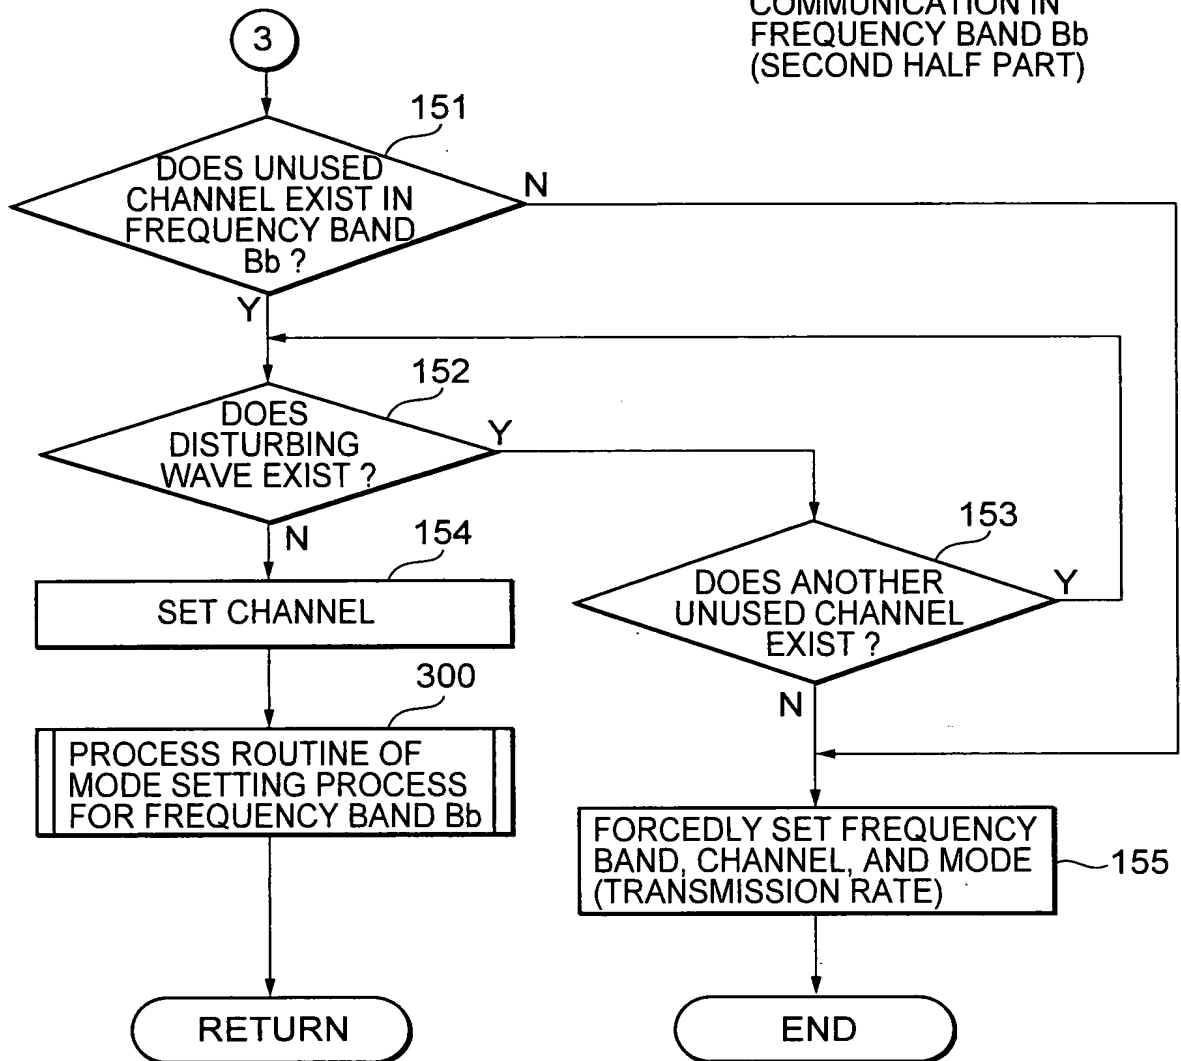 COMMUNICATION IN
FREQUENCY BAND Bb
(SECOND HALF PART)
3
151
DOES UNUSED
CHANNEL EXIST IN
FREQUENCY BAND
Bb ?
N
Y
152
DOES
DISTURBING
WAVE EXIST ?
Y
N
153
DOES ANOTHER
UNUSED CHANNEL
EXIST ?
Y
N
154
SET CHANNEL
300
PROCESS ROUTINE OF
MODE SETTING PROCESS
FOR FREQUENCY BAND Bb
FORCEDLY SET FREQUENCY
BAND, CHANNEL, AND MODE
(TRANSMISSION RATE)
155
RETURN
END